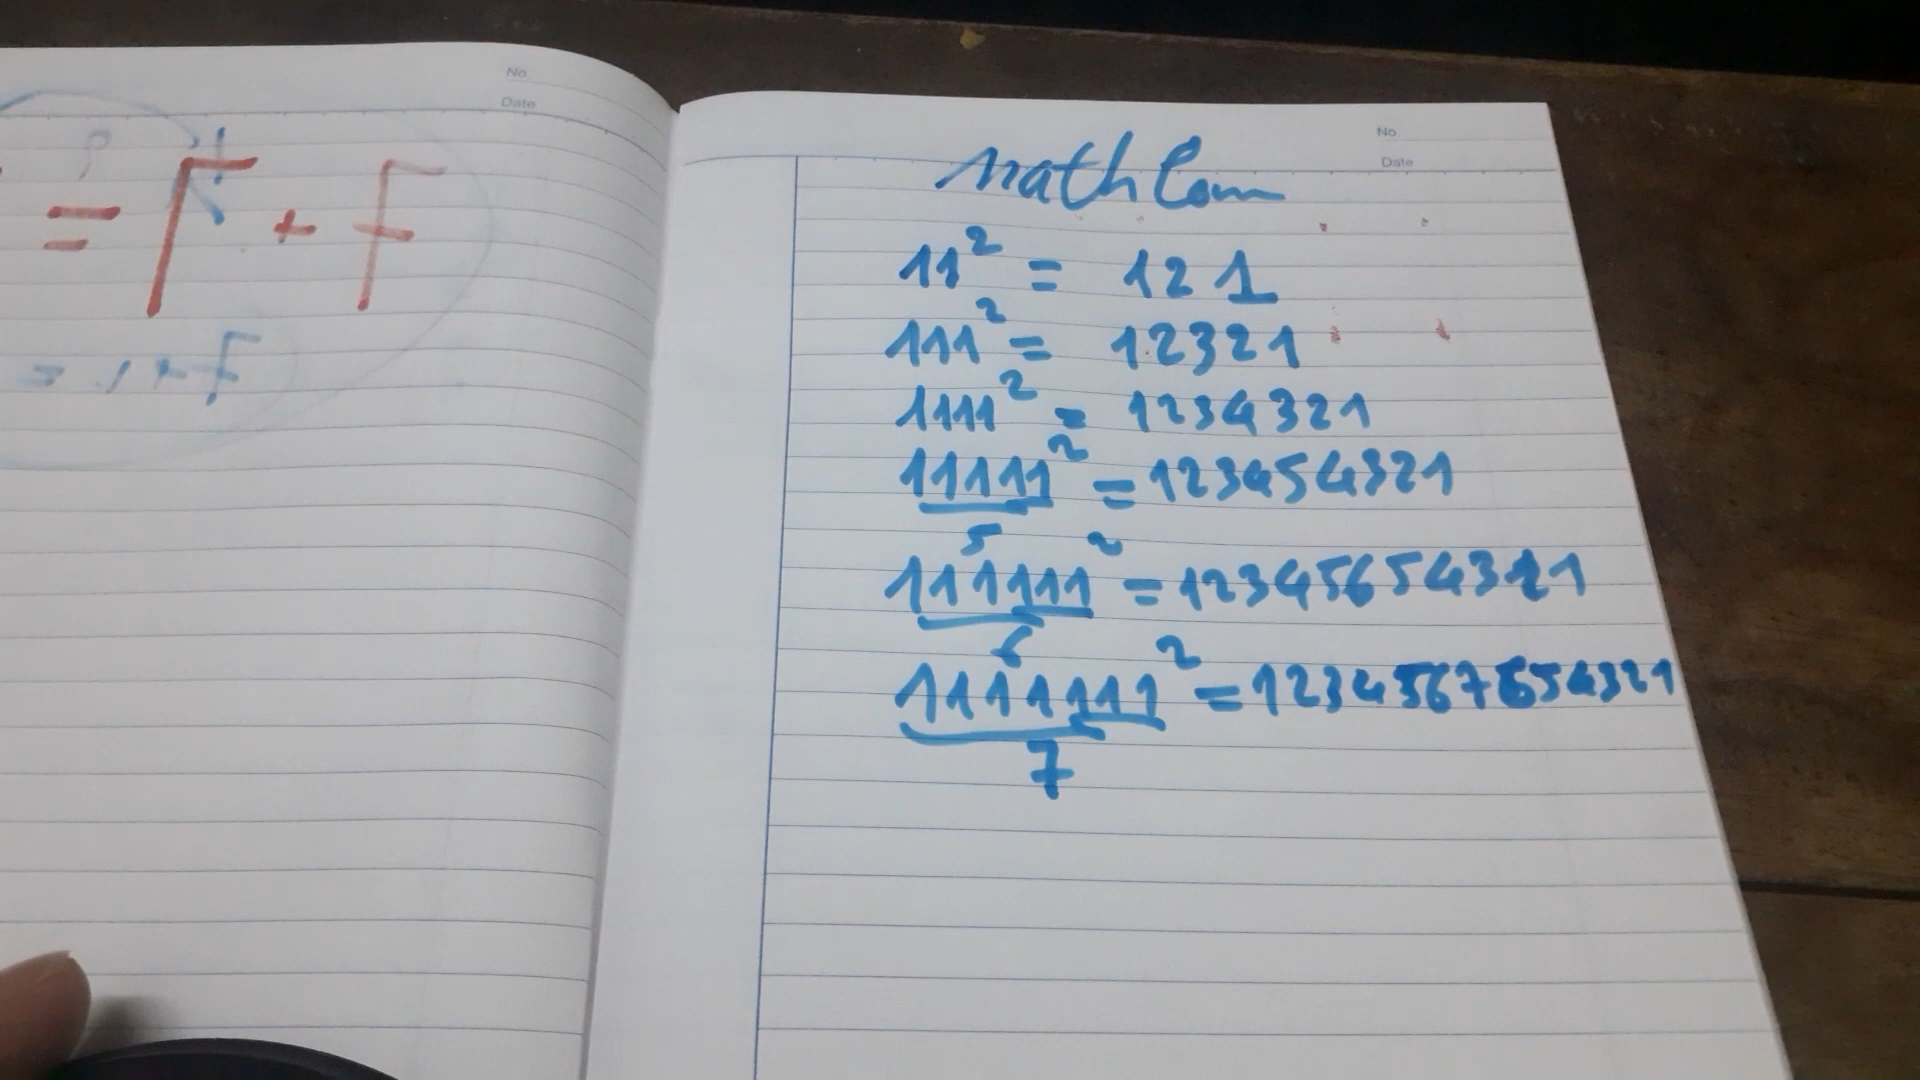 No.
Date
= F + F
= 1 + F
No.
Date
math Com
11² = 121
111² = 12321
1111² = 1234321
11111² = 123454321
5
111111² = 12345654321
6
1111111² = 1234567654321
7